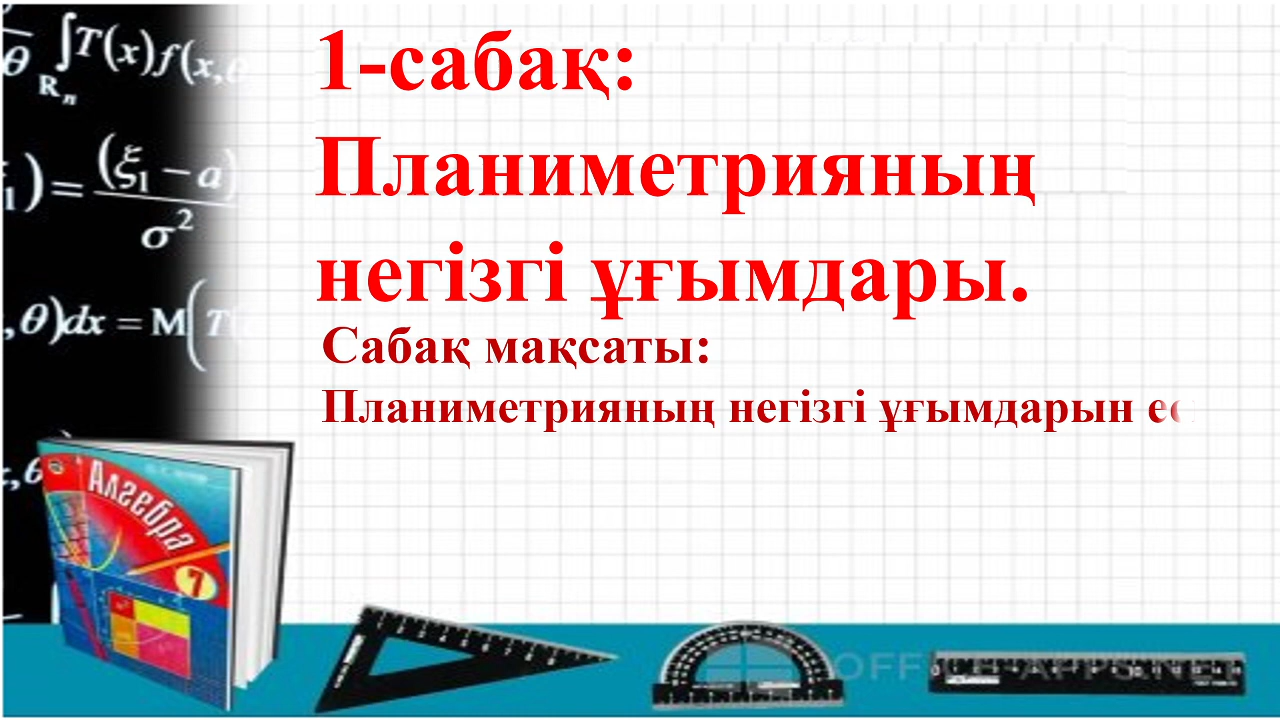 1-сабақ:
Планиметрияның
негізгі ұғымдары.
Сабақ мақсаты:
Планиметрияның негізгі ұғымдарын
Алгебра
7